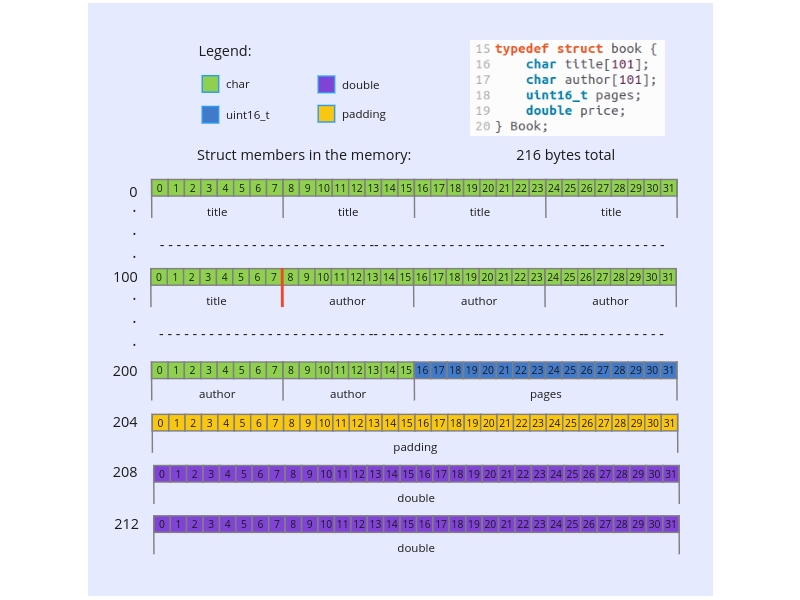 Legend:
char
double
uint16_t
padding
15 typedef struct book {
16 char title[101];
17 char author[101];
18 uint16_t pages;
19 double price;
20 } Book;
Struct members in the memory:
216 bytes total
0 0 1 2 3 4 5 6 7 8 9 10 11 12 13 14 15 16 17 18 19 20 21 22 23 24 25 26 27 28 29 30 31
title title title title
100 0 1 2 3 4 5 6 7 8 9 10 11 12 13 14 15 16 17 18 19 20 21 22 23 24 25 26 27 28 29 30 31
title author author author
200 0 1 2 3 4 5 6 7 8 9 10 11 12 13 14 15 16 17 18 19 20 21 22 23 24 25 26 27 28 29 30 31
author author pages
204 0 1 2 3 4 5 6 7 8 9 10 11 12 13 14 15 16 17 18 19 20 21 22 23 24 25 26 27 28 29 30 31
padding
208 0 1 2 3 4 5 6 7 8 9 10 11 12 13 14 15 16 17 18 19 20 21 22 23 24 25 26 27 28 29 30 31
double
212 0 1 2 3 4 5 6 7 8 9 10 11 12 13 14 15 16 17 18 19 20 21 22 23 24 25 26 27 28 29 30 31
double